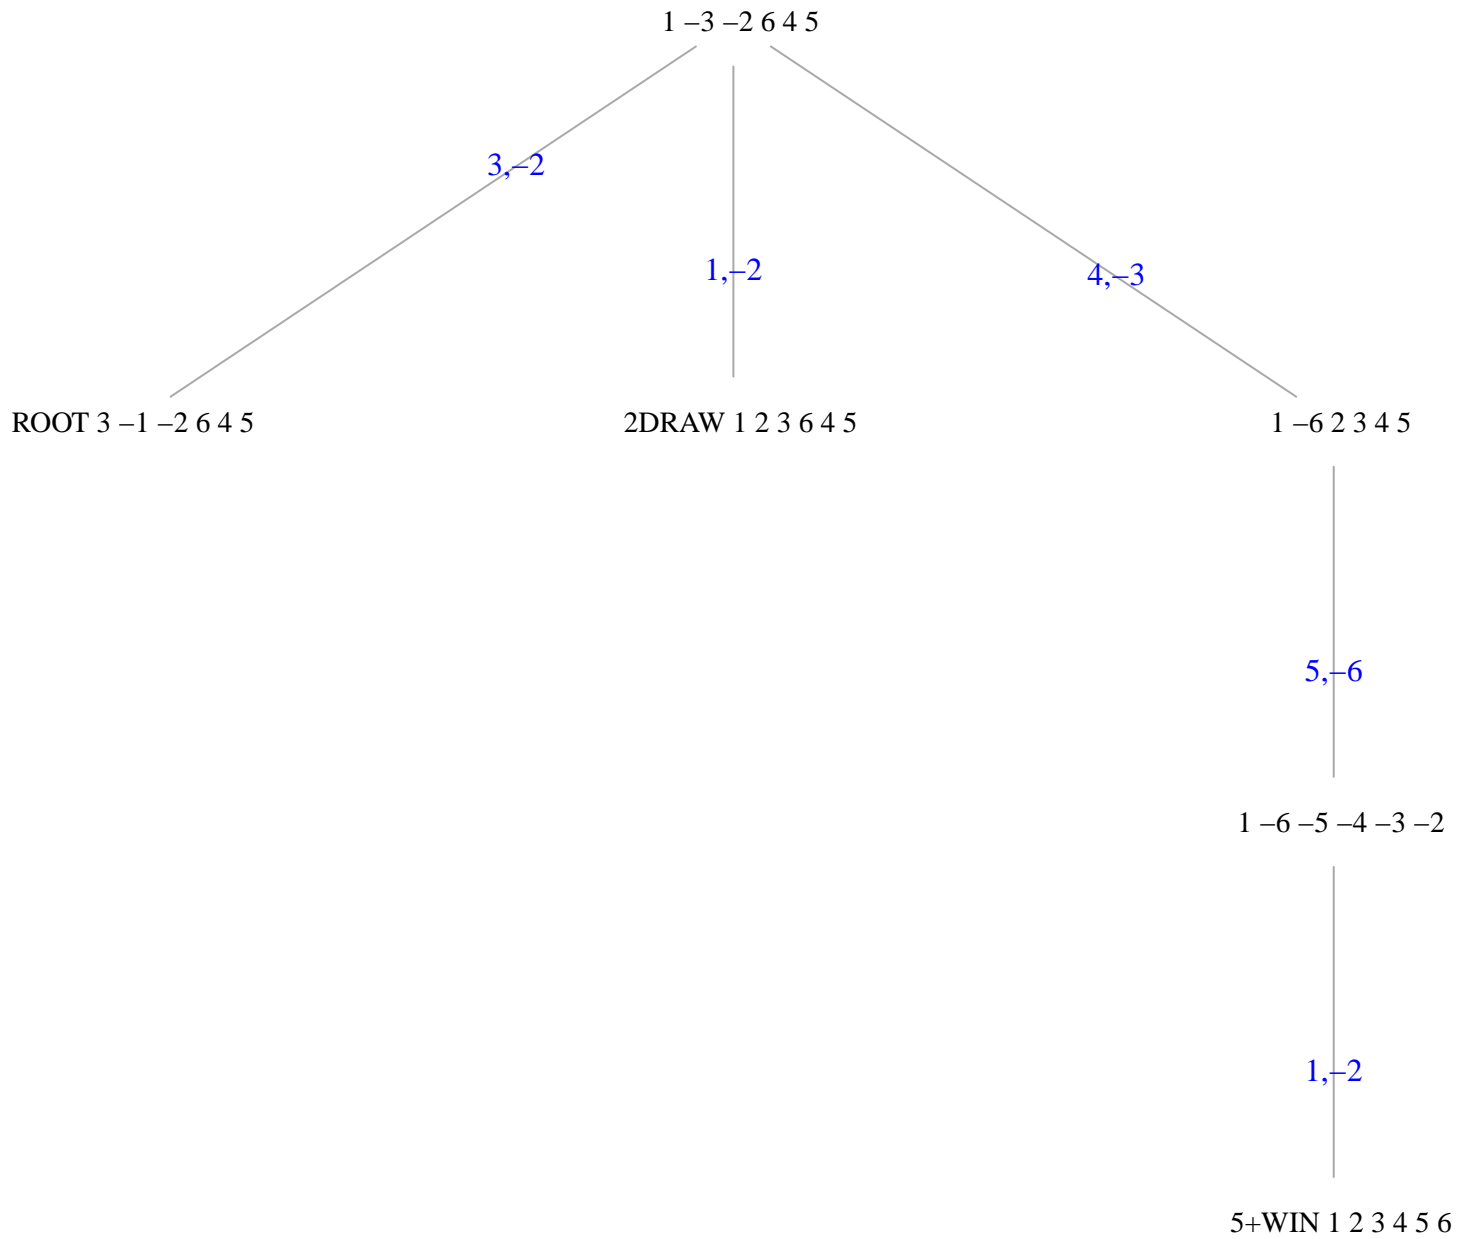 1 –3 –2 6 4 5
3,–2
1,–2
4,–3
ROOT 3 –1 –2 6 4 5
2DRAW 1 2 3 6 4 5
1 –6 2 3 4 5
5,–6
1 –6 –5 –4 –3 –2
1,–2
5+WIN 1 2 3 4 5 6